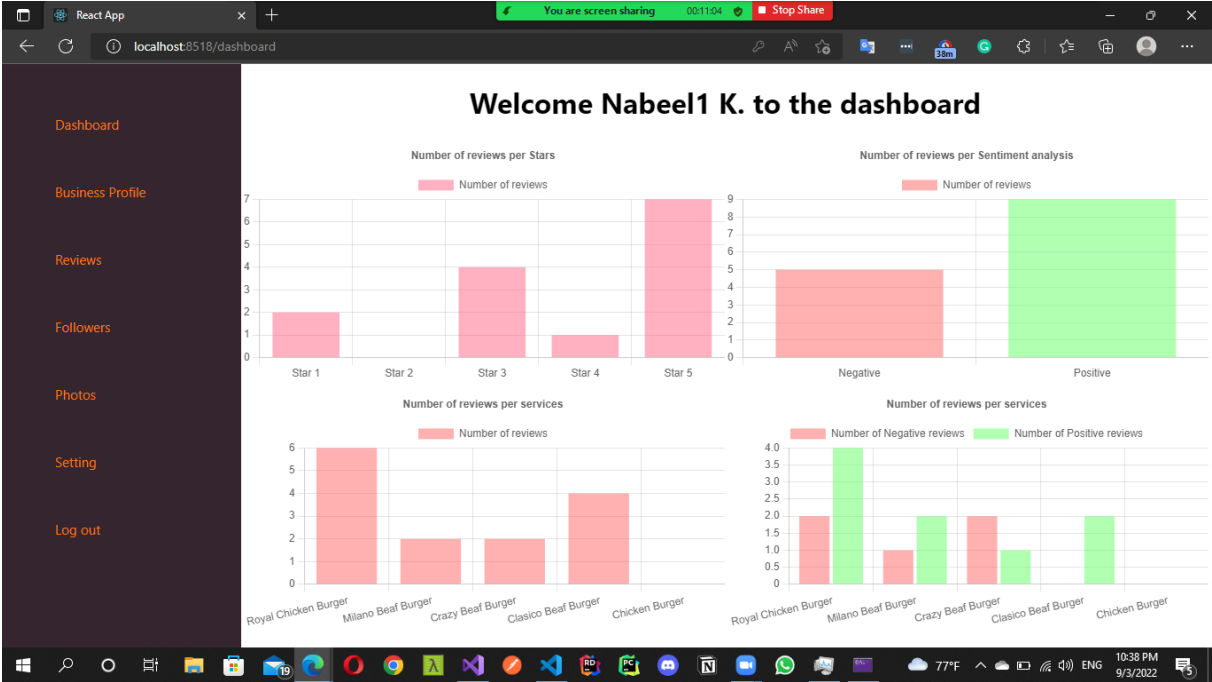 React App
You are screen sharing 00:11:04 Stop Share
localhost:8518/dashboard
38m
Welcome Nabeel1 K. to the dashboard
Dashboard
Business Profile
Reviews
Followers
Photos
Setting
Log out
Number of reviews per Stars
Number of reviews
7
6
5
4
3
2
1
0
Star 1 Star 2 Star 3 Star 4 Star 5
Number of reviews per Sentiment analysis
Number of reviews
9
8
7
6
5
4
3
2
1
0
Negative Positive
Number of reviews per services
Number of reviews
6
5
4
3
2
1
0
Royal Chicken Burger Milano Beaf Burger Crazy Beaf Burger Clasico Beaf Burger Chicken Burger
Number of reviews per services
Number of Negative reviews Number of Positive reviews
4.0
3.5
3.0
2.5
2.0
1.5
1.0
0.5
0
Royal Chicken Burger Milano Beaf Burger Crazy Beaf Burger Clasico Beaf Burger Chicken Burger
19
RD
PC
77°F
ENG
10:38 PM
9/3/2022
5